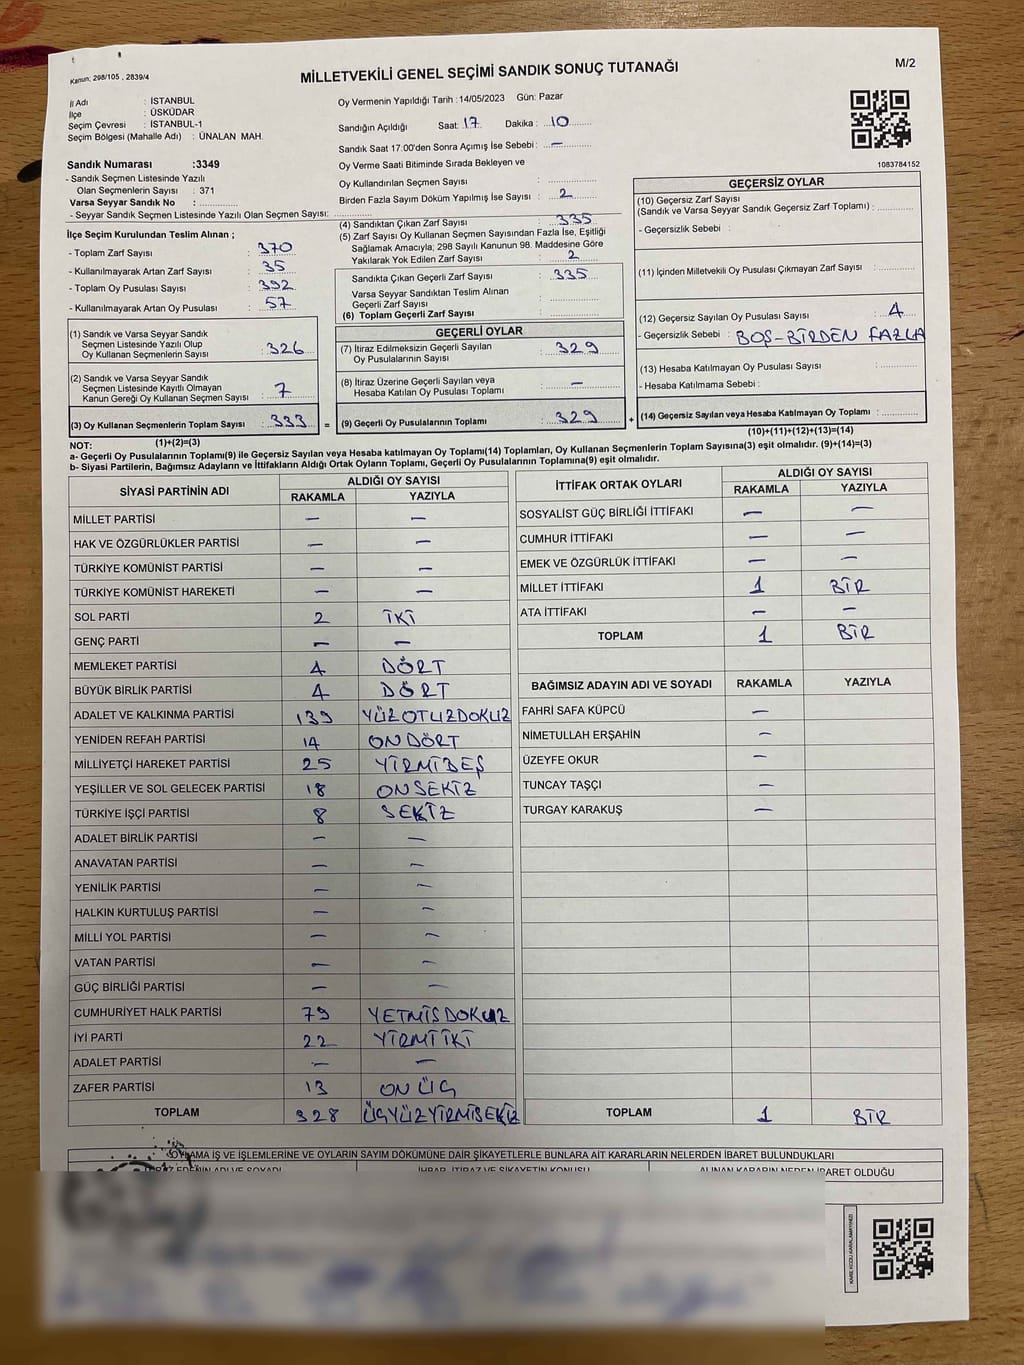 Kanun: 298/105 , 2839/4
MİLLETVEKİLİ GENEL SEÇİMİ SANDIK SONUÇ TUTANAĞI
M/2
İl Adı : İSTANBUL
İlçe : ÜSKÜDAR
Seçim Çevresi : İSTANBUL-1
Seçim Bölgesi (Mahalle Adı) : ÜNALAN MAH.
Sandık Numarası :3349
- Sandık Seçmen Listesinde Yazılı
Olan Seçmenlerin Sayısı : 371
Varsa Seyyar Sandık No :
- Seyyar Sandık Seçmen Listesinde Yazılı Olan Seçmen Sayısı:
İlçe Seçim Kurulundan Teslim Alınan ;
- Toplam Zarf Sayısı : 370
- Kullanılmayarak Artan Zarf Sayısı : 35
- Toplam Oy Pusulası Sayısı : 392
- Kullanılmayarak Artan Oy Pusulası : 57
(1) Sandık ve Varsa Seyyar Sandık
Seçmen Listesinde Yazılı Olup
Oy Kullanan Seçmenlerin Sayısı : 326
(2) Sandık ve Varsa Seyyar Sandık
Seçmen Listesinde Kayıtlı Olmayan
Kanun Gereği Oy Kullanan Seçmen Sayısı : 7
(3) Oy Kullanan Seçmenlerin Toplam Sayısı : 333 =
Oy Vermenin Yapıldığı Tarih :14/05/2023 Gün: Pazar
Sandığın Açıldığı Saat: 17 Dakika : 10
Sandık Saat 17.00'den Sonra Açımış İse Sebebi : —
Oy Verme Saati Bitiminde Sırada Bekleyen ve
Oy Kullandırılan Seçmen Sayısı :
Birden Fazla Sayım Döküm Yapılmış İse Sayısı : 2
(4) Sandıktan Çıkan Zarf Sayısı : 335
(5) Zarf Sayısı Oy Kullanan Seçmen Sayısından Fazla İse, Eşitliği
Sağlamak Amacıyla; 298 Sayılı Kanunun 98. Maddesine Göre
Yakılarak Yok Edilen Zarf Sayısı : 2
Sandıkta Çıkan Geçerli Zarf Sayısı : 335
Varsa Seyyar Sandıktan Teslim Alınan
Geçerli Zarf Sayısı :
(6) Toplam Geçerli Zarf Sayısı :
GEÇERLİ OYLAR
(7) İtiraz Edilmeksizin Geçerli Sayılan
Oy Pusulalarının Sayısı : 329
(8) İtiraz Üzerine Geçerli Sayılan veya
Hesaba Katılan Oy Pusulası Toplamı : —
(9) Geçerli Oy Pusulalarının Toplamı : 329 +
1083784152
GEÇERSİZ OYLAR
(10) Geçersiz Zarf Sayısı
(Sandık ve Varsa Seyyar Sandık Geçersiz Zarf Toplamı) :
- Geçersizlik Sebebi :
(11) İçinden Milletvekili Oy Pusulası Çıkmayan Zarf Sayısı :
(12) Geçersiz Sayılan Oy Pusulası Sayısı : 4
- Geçersizlik Sebebi : BOŞ-BİRDEN FAZLA
(13) Hesaba Katılmayan Oy Pusulası Sayısı :
- Hesaba Katılmama Sebebi :
(14) Geçersiz Sayılan veya Hesaba Katılmayan Oy Toplamı :
NOT: (1)+(2)=(3)
(10)+(11)+(12)+(13)=(14)
a- Geçerli Oy Pusulalarının Toplamı(9) ile Geçersiz Sayılan veya Hesaba katılmayan Oy Toplamı(14) Toplamları, Oy Kullanan Seçmenlerin Toplam Sayısına(3) eşit olmalıdır. (9)+(14)=(3)
b- Siyasi Partilerin, Bağımsız Adayların ve İttifakların Aldığı Ortak Oyların Toplamı, Geçerli Oy Pusulalarının Toplamına(9) eşit olmalıdır.
SİYASİ PARTİNİN ADI ALDIĞI OY SAYISI
RAKAMLA YAZIYLA
MİLLET PARTİSİ — —
HAK VE ÖZGÜRLÜKLER PARTİSİ — —
TÜRKİYE KOMÜNİST PARTİSİ — —
TÜRKİYE KOMÜNİST HAREKETİ — —
SOL PARTİ 2 İKİ
GENÇ PARTİ — —
MEMLEKET PARTİSİ 4 DÖRT
BÜYÜK BİRLİK PARTİSİ 4 DÖRT
ADALET VE KALKINMA PARTİSİ 139 YÜZOTUZDOKUZ
YENİDEN REFAH PARTİSİ 14 ONDÖRT
MİLLİYETÇİ HAREKET PARTİSİ 25 YİRMİBEŞ
YEŞİLLER VE SOL GELECEK PARTİSİ 18 ONSEKİZ
TÜRKİYE İŞÇİ PARTİSİ 8 SEKİZ
ADALET BİRLİK PARTİSİ — —
ANAVATAN PARTİSİ — —
YENİLİK PARTİSİ — —
HALKIN KURTULUŞ PARTİSİ — —
MİLLİ YOL PARTİSİ — —
VATAN PARTİSİ — —
GÜÇ BİRLİĞİ PARTİSİ — —
CUMHURİYET HALK PARTİSİ 79 YETMİŞDOKUZ
İYİ PARTİ 22 YİRMİİKİ
ADALET PARTİSİ — —
ZAFER PARTİSİ 13 ONÜÇ
TOPLAM 328 ÜÇYÜZYİRMİSEKİZ
İTTİFAK ORTAK OYLARI ALDIĞI OY SAYISI
RAKAMLA YAZIYLA
SOSYALİST GÜÇ BİRLİĞİ İTTİFAKI — —
CUMHUR İTTİFAKI — —
EMEK VE ÖZGÜRLÜK İTTİFAKI — —
MİLLET İTTİFAKI 1 BİR
ATA İTTİFAKI — —
TOPLAM 1 BİR
BAĞIMSIZ ADAYIN ADI VE SOYADI RAKAMLA YAZIYLA
FAHRİ SAFA KÜPCÜ —
NİMETULLAH ERŞAHİN —
ÜZEYFE OKUR —
TUNCAY TAŞÇI —
TURGAY KARAKUŞ —
TOPLAM 1 BİR
OYLAMA İŞ VE İŞLEMLERİNE VE OYLARIN SAYIM DÖKÜMÜNE DAİR ŞİKAYETLERLE BUNLARA AİT KARARLARIN NELERDEN İBARET BULUNDUKLARI
EDENİN ADI VE SOYADI İHBAR, İTİRAZ VE ŞİKAYETİN KONUSU ALINAN KARARIN NEDEN İBARET OLDUĞU